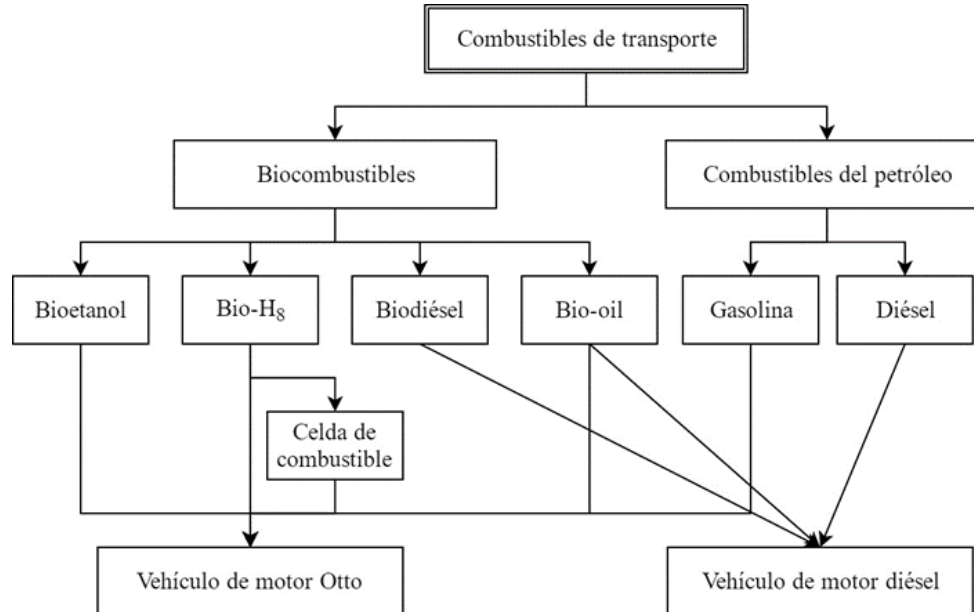 Combustibles de transporte
Biocombustibles
Combustibles del petróleo
Bioetanol
Bio-H₈
Biodiésel
Bio-oil
Gasolina
Diésel
Celda de
combustible
Vehículo de motor Otto
Vehículo de motor diésel